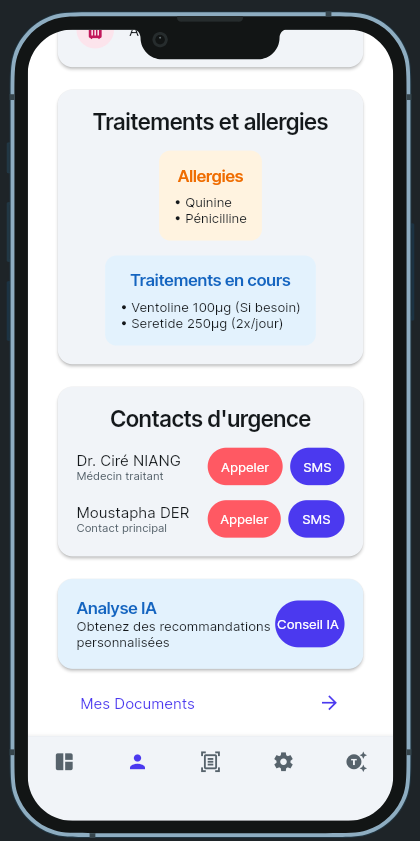 Traitements et allergies
Allergies
• Quinine
• Pénicilline
Traitements en cours
• Ventoline 100µg (Si besoin)
• Seretide 250µg (2x/jour)
Contacts d'urgence
Dr. Ciré NIANG
Médecin traitant
Appeler
SMS
Moustapha DER
Contact principal
Appeler
SMS
Analyse IA
Obtenez des recommandations
personnalisées
Conseil IA
Mes Documents